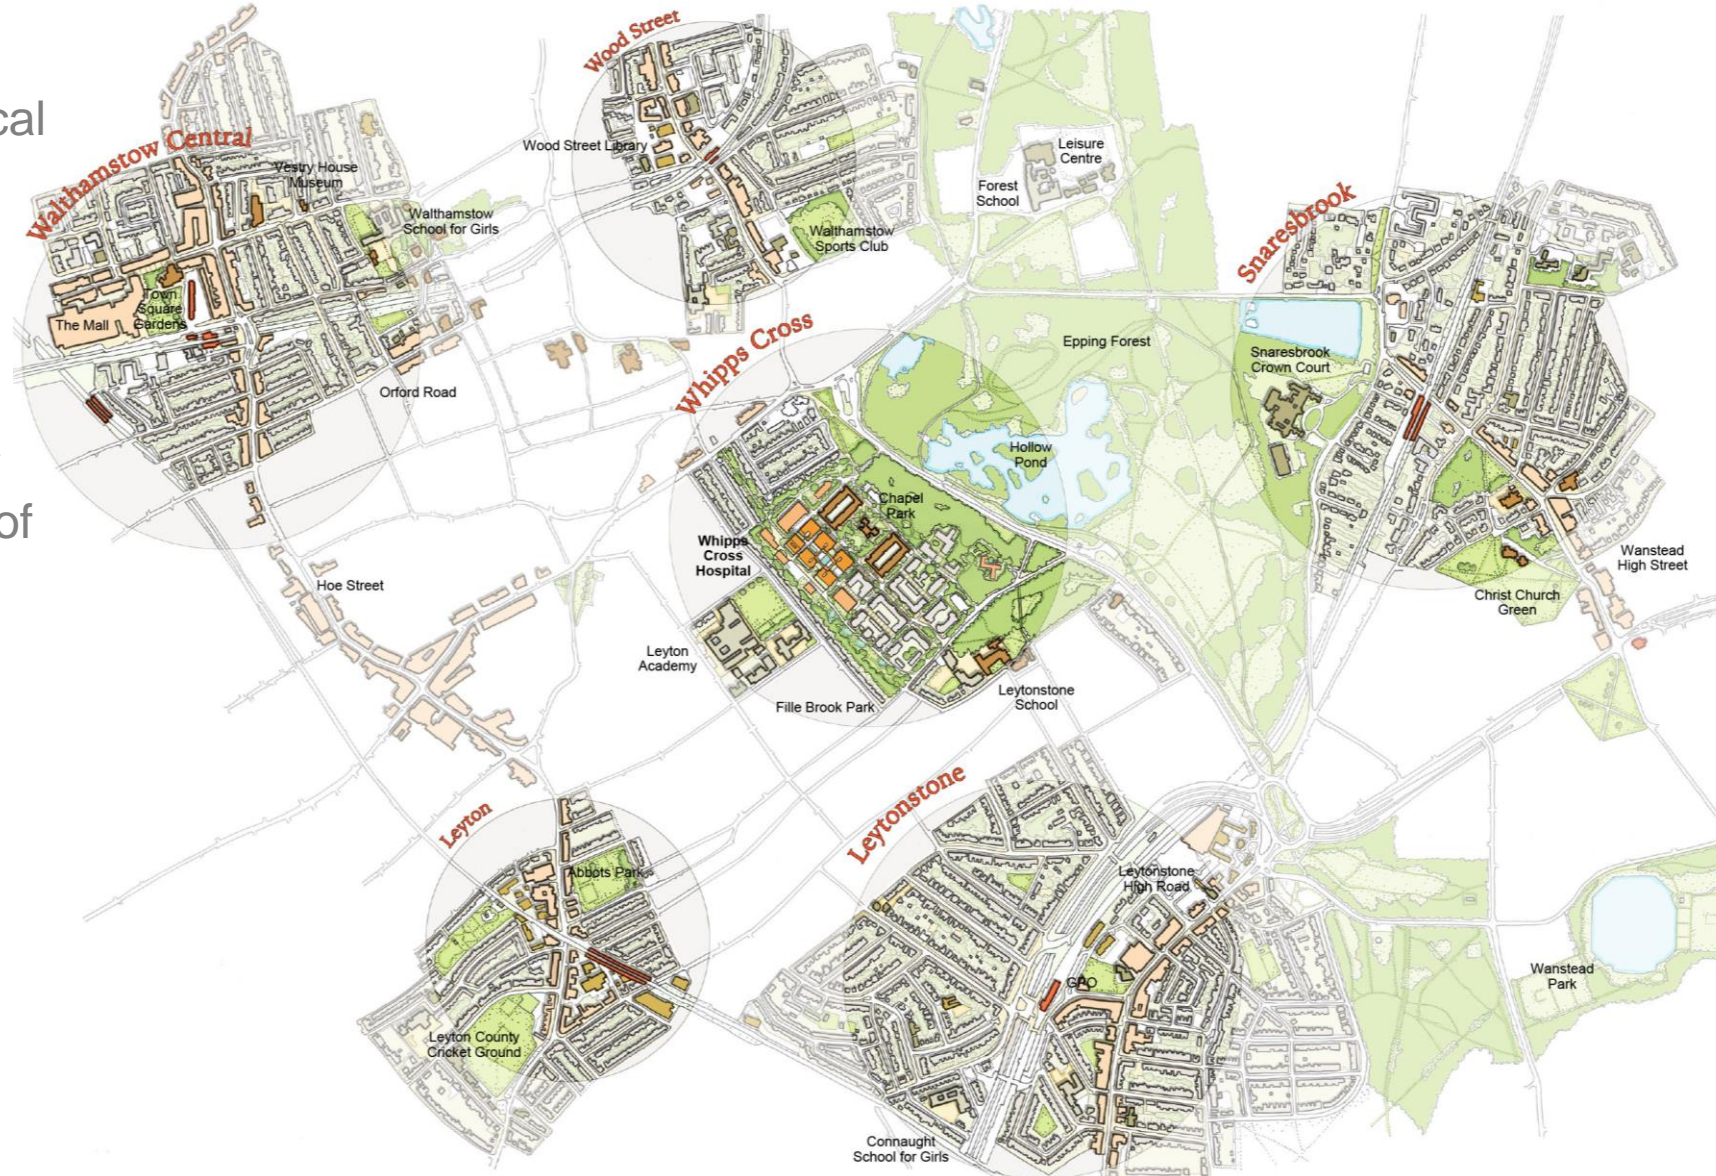 cal
of
Walthamstow Central
Vestry House
Museum
Walthamstow
School for Girls
Town
Square
Gardens
The Mall
Orford Road
Hoe Street
Wood Street
Wood Street Library
Walthamstow
Sports Club
Forest
School
Leisure
Centre
Snaresbrook
Snaresbrook
Crown Court
Epping Forest
Whipps Cross
Hollow
Pond
Chapel
Park
Whipps
Cross
Hospital
Leyton
Academy
Fille Brook Park
Leytonstone
School
Wanstead
High Street
Christ Church
Green
Leyton
Abbots Park
Leyton County
Cricket Ground
Leytonstone
Leytonstone
High Road
GPO
Connaught
School for Girls
Wanstead
Park